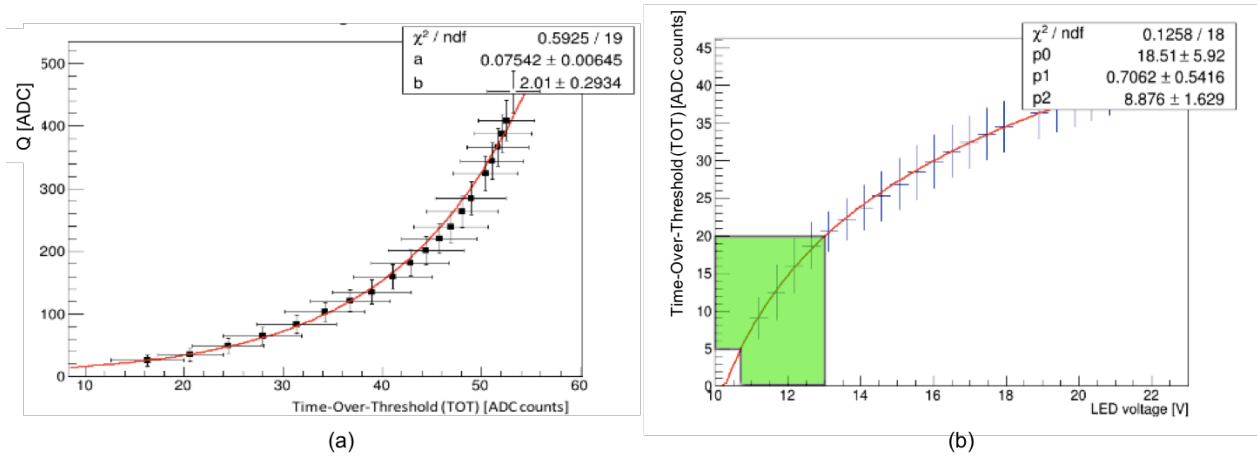 χ² / ndf 0.5925 / 19
a 0.07542 ± 0.00645
b 2.01 ± 0.2934
Q [ADC]
500
400
300
200
100
0
10 20 30 40 50 60
Time-Over-Threshold (TOT) [ADC counts]
(a)
χ² / ndf 0.1258 / 18
p0 18.51 ± 5.92
p1 0.7062 ± 0.5416
p2 8.876 ± 1.629
Time-Over-Threshold (TOT) [ADC counts]
45
40
35
30
25
20
15
10
5
0
10 12 14 16 18 20 22
LED voltage [V]
(b)